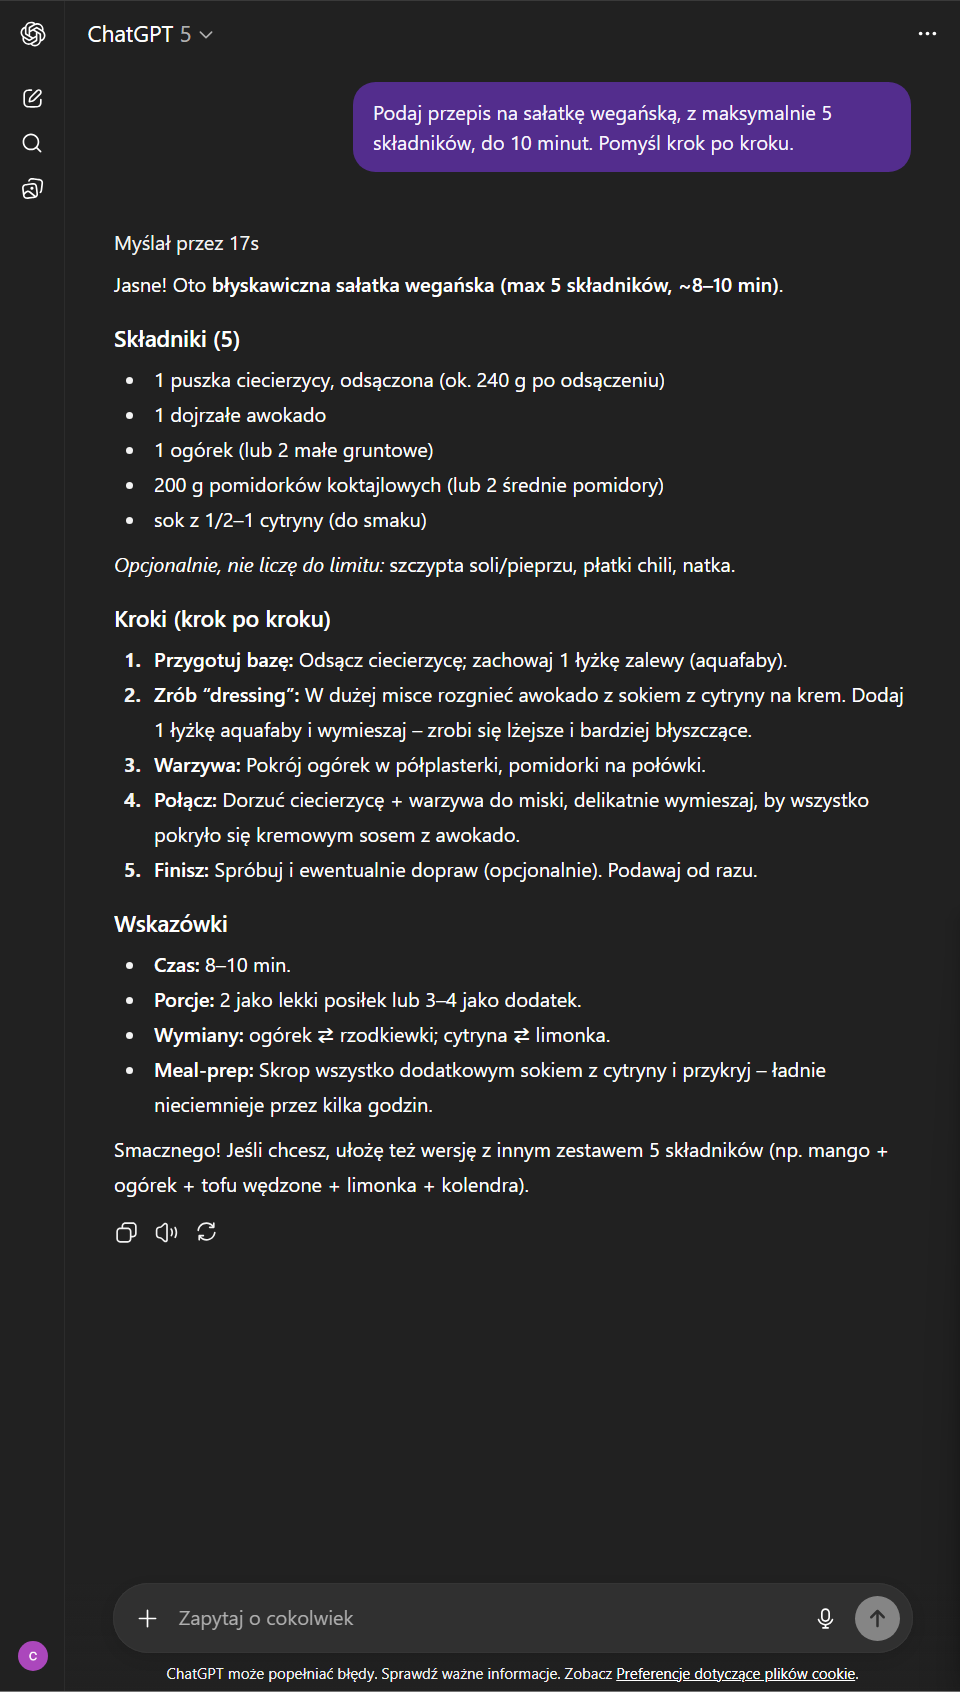 ChatGPT 5
Podaj przepis na sałatkę wegańską, z maksymalnie 5
składników, do 10 minut. Pomyśl krok po kroku.
Myślał przez 17s
Jasne! Oto błyskawiczna sałatka wegańska (max 5 składników, ~8–10 min).
Składniki (5)
• 1 puszka ciecierzycy, odsączona (ok. 240 g po odsączeniu)
• 1 dojrzałe awokado
• 1 ogórek (lub 2 małe gruntowe)
• 200 g pomidorków koktajlowych (lub 2 średnie pomidory)
• sok z 1/2–1 cytryny (do smaku)
Opcjonalnie, nie liczę do limitu: szczypta soli/pieprzu, płatki chili, natka.
Kroki (krok po kroku)
1. Przygotuj bazę: Odsącz ciecierzycę; zachowaj 1 łyżkę zalewy (aquafaby).
2. Zrób “dressing”: W dużej misce rozgnieć awokado z sokiem z cytryny na krem. Dodaj
1 łyżkę aquafaby i wymieszaj – zrobi się lżejsze i bardziej błyszczące.
3. Warzywa: Pokrój ogórek w półplasterki, pomidorki na połówki.
4. Połącz: Dorzuć ciecierzycę + warzywa do miski, delikatnie wymieszaj, by wszystko
pokryło się kremowym sosem z awokado.
5. Finisz: Spróbuj i ewentualnie dopraw (opcjonalnie). Podawaj od razu.
Wskazówki
• Czas: 8–10 min.
• Porcje: 2 jako lekki posiłek lub 3–4 jako dodatek.
• Wymiany: ogórek ⇄ rzodkiewki; cytryna ⇄ limonka.
• Meal-prep: Skrop wszystko dodatkowym sokiem z cytryny i przykryj – ładnie
nieciemnieje przez kilka godzin.
Smacznego! Jeśli chcesz, ułożę też wersję z innym zestawem 5 składników (np. mango +
ogórek + tofu wędzone + limonka + kolendra).
Zapytaj o cokolwiek
C
ChatGPT może popełniać błędy. Sprawdź ważne informacje. Zobacz Preferencje dotyczące plików cookie.